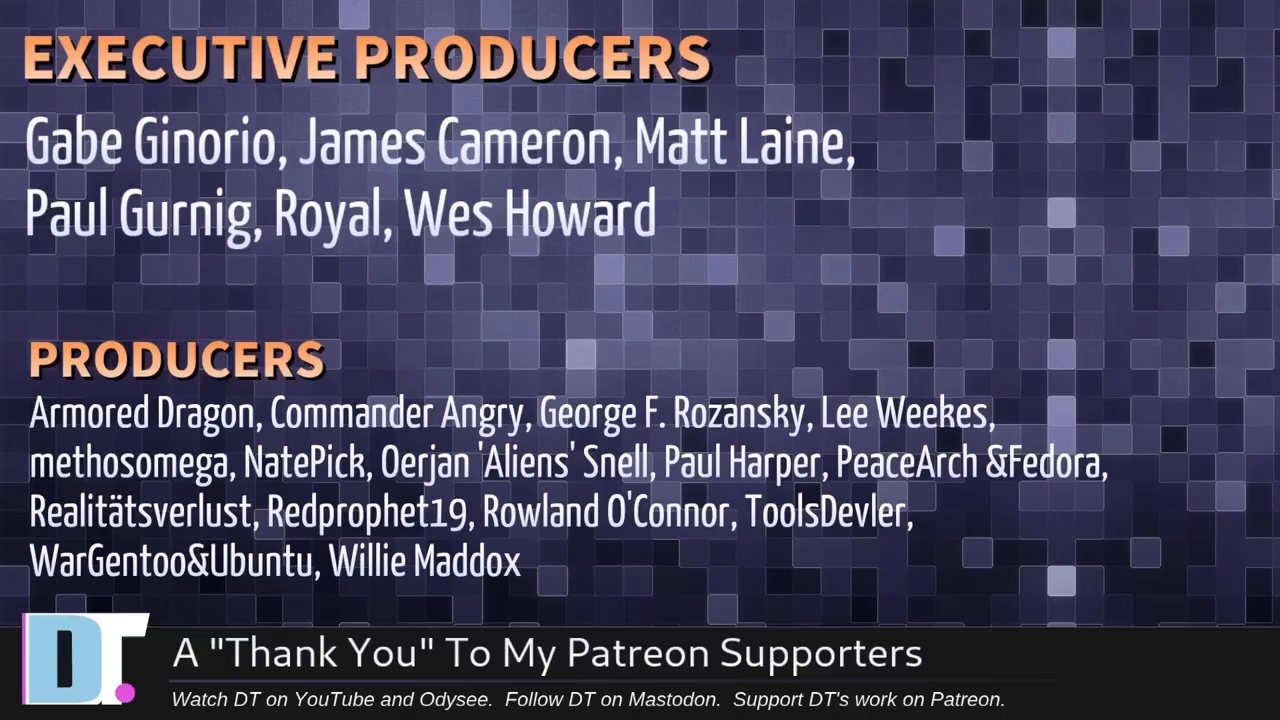 EXECUTIVE PRODUCERS
Gabe Ginorio, James Cameron, Matt Laine,
Paul Gurnig, Royal, Wes Howard
PRODUCERS
Armored Dragon, Commander Angry, George F. Rozansky, Lee Weekes,
methosomega, NatePick, Oerjan 'Aliens' Snell, Paul Harper, PeaceArch &Fedora,
Realitätsverlust, Redprophet19, Rowland O'Connor, ToolsDevler,
WarGentoo&Ubuntu, Willie Maddox
DT.
A "Thank You" To My Patreon Supporters
Watch DT on YouTube and Odysee. Follow DT on Mastodon. Support DT's work on Patreon.